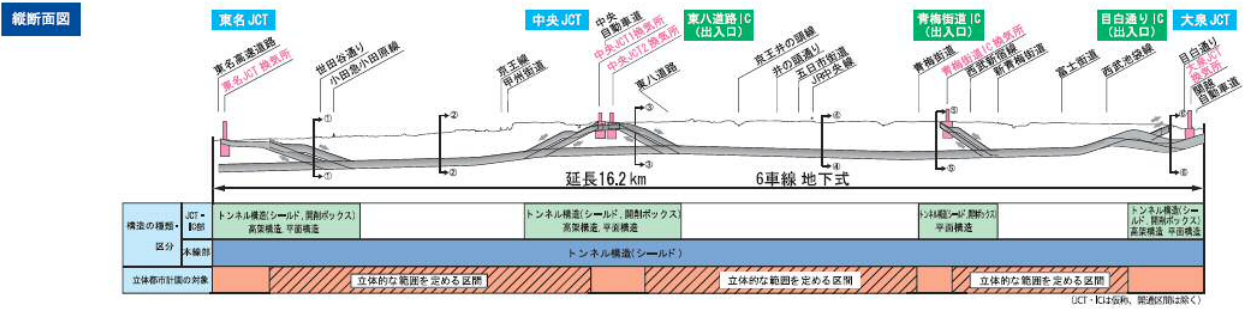 縦断面図
東名JCT
中央JCT
東八道路IC
(出入口)
青梅街道IC
(出入口)
目白通りIC
(出入口)
大泉JCT
東名高速道路
東名JCT 換気所
世田谷通り
小田急小田原線
京王線
甲州街道
中央
自動車道
中央JCT1換気所
中央JCT2換気所
東八道路
京王井の頭線
井の頭通り
五日市街道
JR中央線
青梅街道
青梅街道IC換気所
西武新宿線
新青梅街道
富士街道
西武池袋線
目白通り
大泉JCT
換気所
関越
自動車道
① ② ③ ④ ⑤ ⑥
① ② ③ ④ ⑤ ⑥
延長16.2km 6車線 地下式
構造の種類・
区分
JCT・
IC部
トンネル構造(シールド、開削ボックス)
高架構造、平面構造
トンネル構造(シールド、開削ボックス)
高架構造、平面構造
トンネル構造(シールド、開削ボックス)
平面構造
トンネル構造(シー
ルド、開削ボックス)
高架構造 平面構造
本線部
トンネル構造(シールド)
立体都市計画の対象
立体的な範囲を定める区間
立体的な範囲を定める区間
立体的な範囲を定める区間
(JCT・ICは仮称、開通区間は除く)